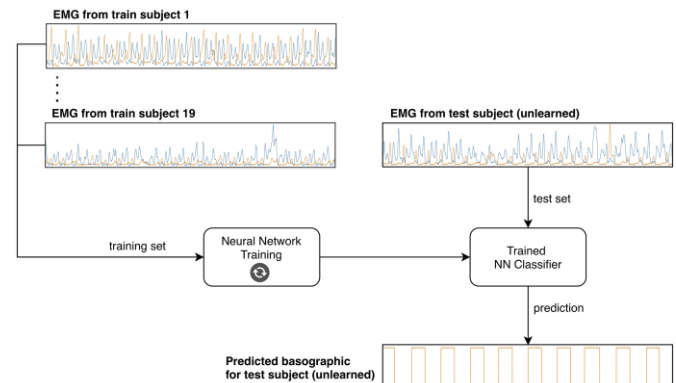 EMG from train subject 1
EMG from train subject 19
EMG from test subject (unlearned)
test set
training set
Neural Network
Training
Trained
NN Classifier
prediction
Predicted basographic
for test subject (unlearned)